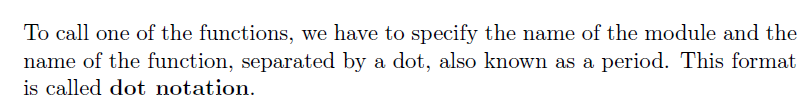 To call one of the functions, we have to specify the name of the module and the
name of the function, separated by a dot, also known as a period. This format
is called dot notation.